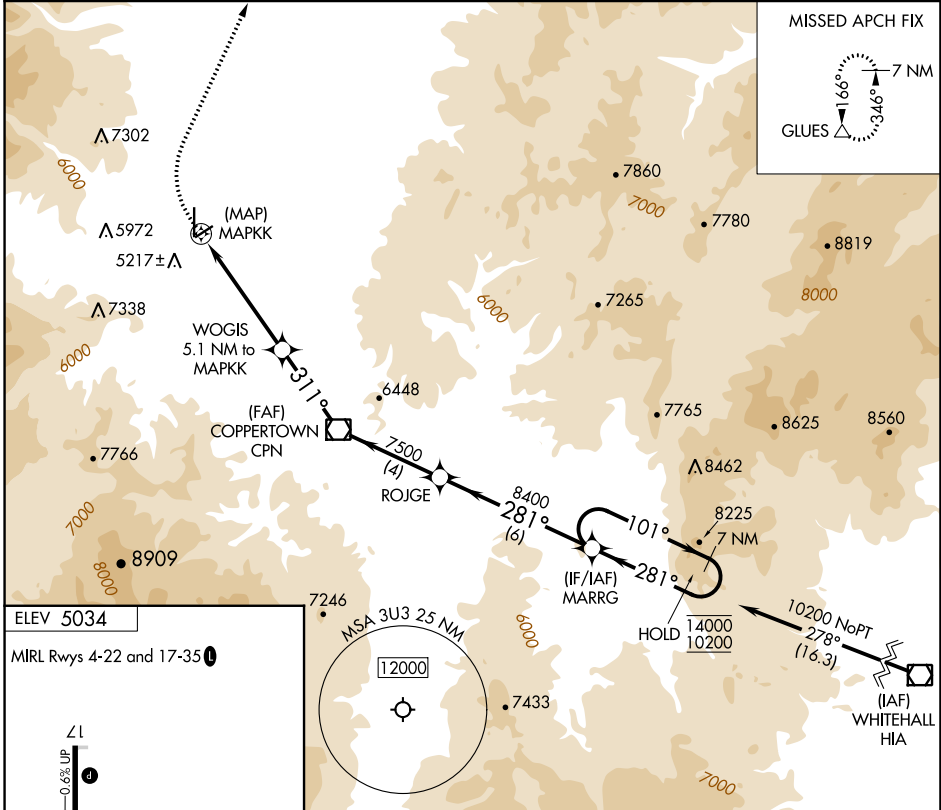 MISSED APCH FIX
7 NM
166°
346°
GLUES
7302
6000
7860
7000
(MAP)
MAPKK
5972
7780
5217±
8819
7338
7265
8000
6000
WOGIS
5.1 NM to
MAPKK
6000
311°
6448
(FAF)
COPPERTOWN
CPN
7765
8625
8560
7766
7500
(4)
8462
ROJGE
7000
8400
281°
(6)
101°
8225
7 NM
8909
(IF/IAF)
MARRG
281°
8000
HOLD
14000
10200
10200 NoPT
278°
(16.3)
ELEV 5034
7246
MSA 3U3 25 NM
6000
MIRL Rwys 4-22 and 17-35 L
12000
(IAF)
WHITEHALL
HIA
7433
17
0.6% UP
P
7000